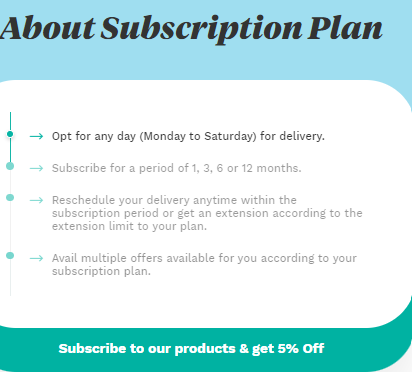 About Subscription Plan
Opt for any day (Monday to Saturday) for delivery.
Subscribe for a period of 1, 3, 6 or 12 months.
Reschedule your delivery anytime within the
subscription period or get an extension according to the
extension limit to your plan.
Avail multiple offers available for you according to your
subscription plan.
Subscribe to our products & get 5% Off